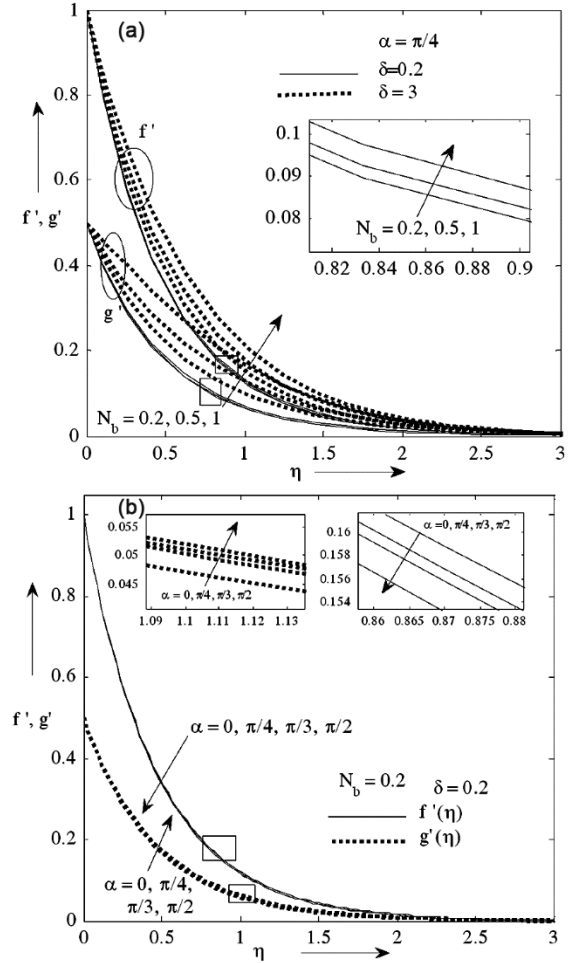 (a)
1
0.8
0.6
0.4
0.2
0
f ', g'
α = π/4
δ=0.2
δ = 3
f '
g'
0.1
0.09
0.08
N_b = 0.2, 0.5, 1
0.82 0.84 0.86 0.88 0.9
N_b = 0.2, 0.5, 1
0 0.5 1 1.5 2 2.5 3
η
(b)
1
0.8
0.6
0.4
0.2
0
f ', g'
0.055
0.05
0.045
α =0, π/4, π/3, π/2
1.09 1.1 1.11 1.12 1.13
α =0, π/4, π/3, π/2
0.16
0.158
0.156
0.154
0.86 0.865 0.87 0.875 0.88
α = 0, π/4, π/3, π/2
N_b = 0.2 δ = 0.2
f '(η)
g'(η)
α = 0, π/4,
π/3, π/2
0 0.5 1 1.5 2 2.5 3
η